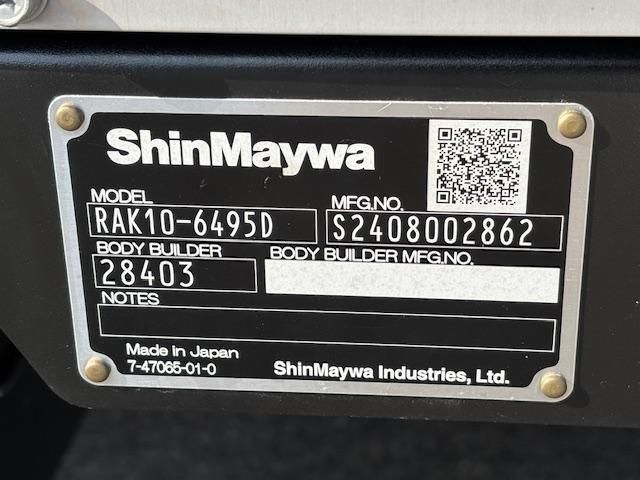 ShinMaywa
MODEL MFG.NO.
RAK10-6495D S2408002862
BODY BUILDER BODY BUILDER MFG.NO.
28403
NOTES
Made in Japan
7-47065-01-0 ShinMaywa Industries, Ltd.